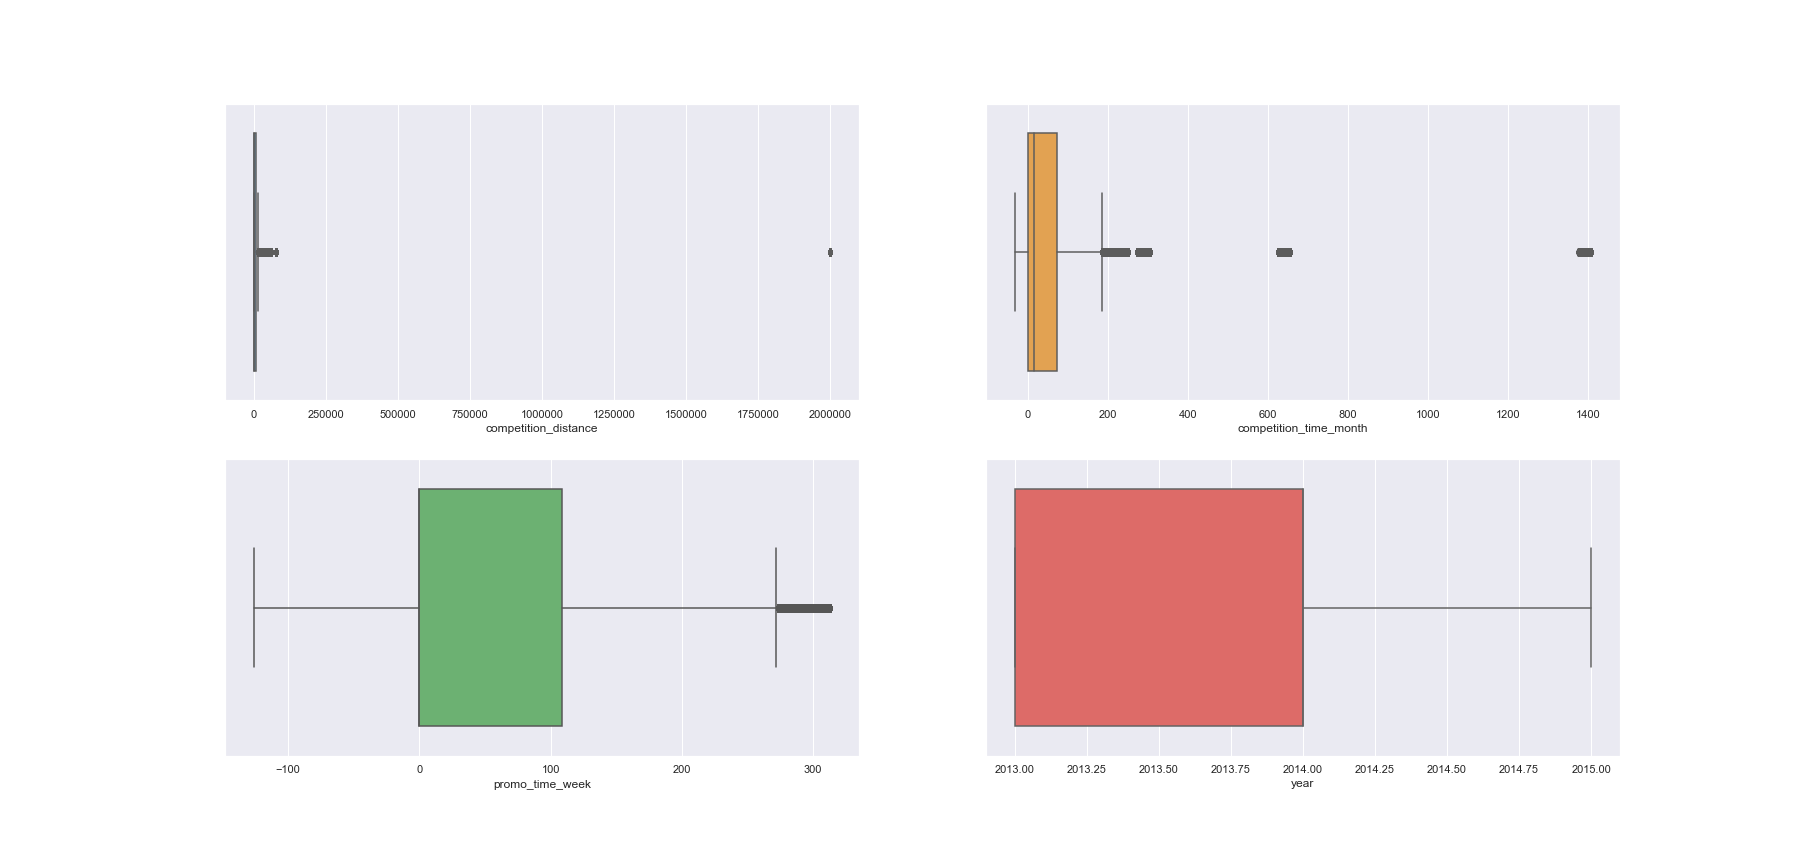 0 250000 500000 750000 1000000 1250000 1500000 1750000 2000000
competition_distance
0 200 400 600 800 1000 1200 1400
competition_time_month
−100 0 100 200 300
promo_time_week
2013.00 2013.25 2013.50 2013.75 2014.00 2014.25 2014.50 2014.75 2015.00
year